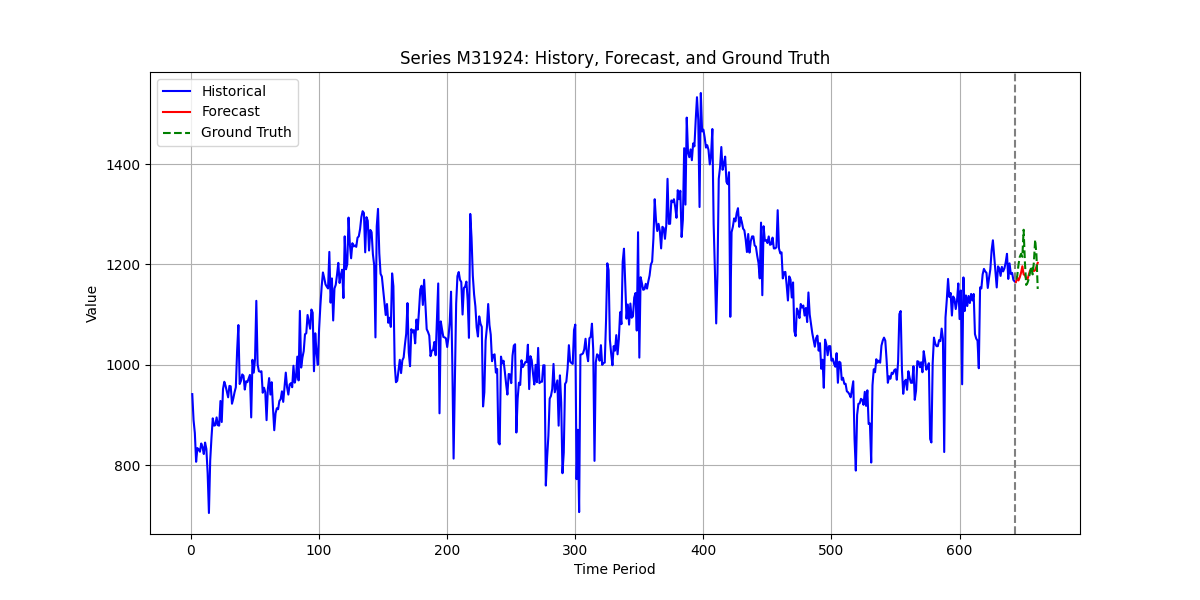 Series M31924: History, Forecast, and Ground Truth
Historical
Forecast
Ground Truth
Value
1400
1200
1000
800
0 100 200 300 400 500 600
Time Period